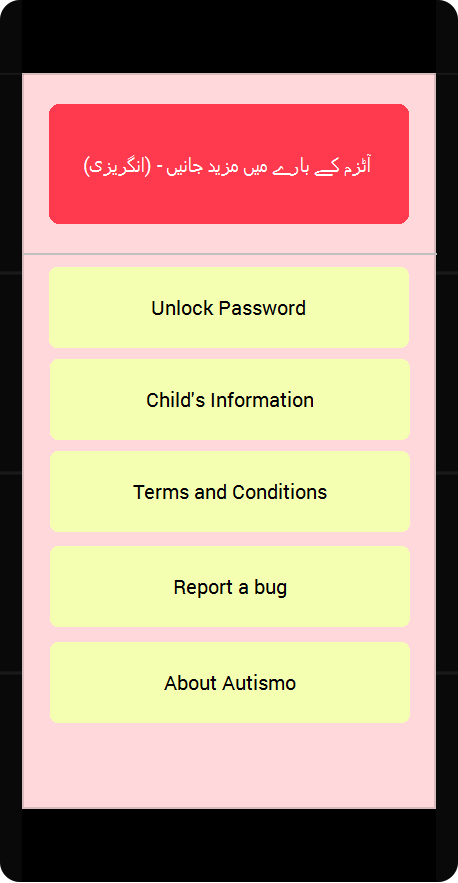 آٹزم کے بارے میں مزید جانیں - (انگریزی)
Unlock Password
Child's Information
Terms and Conditions
Report a bug
About Autismo